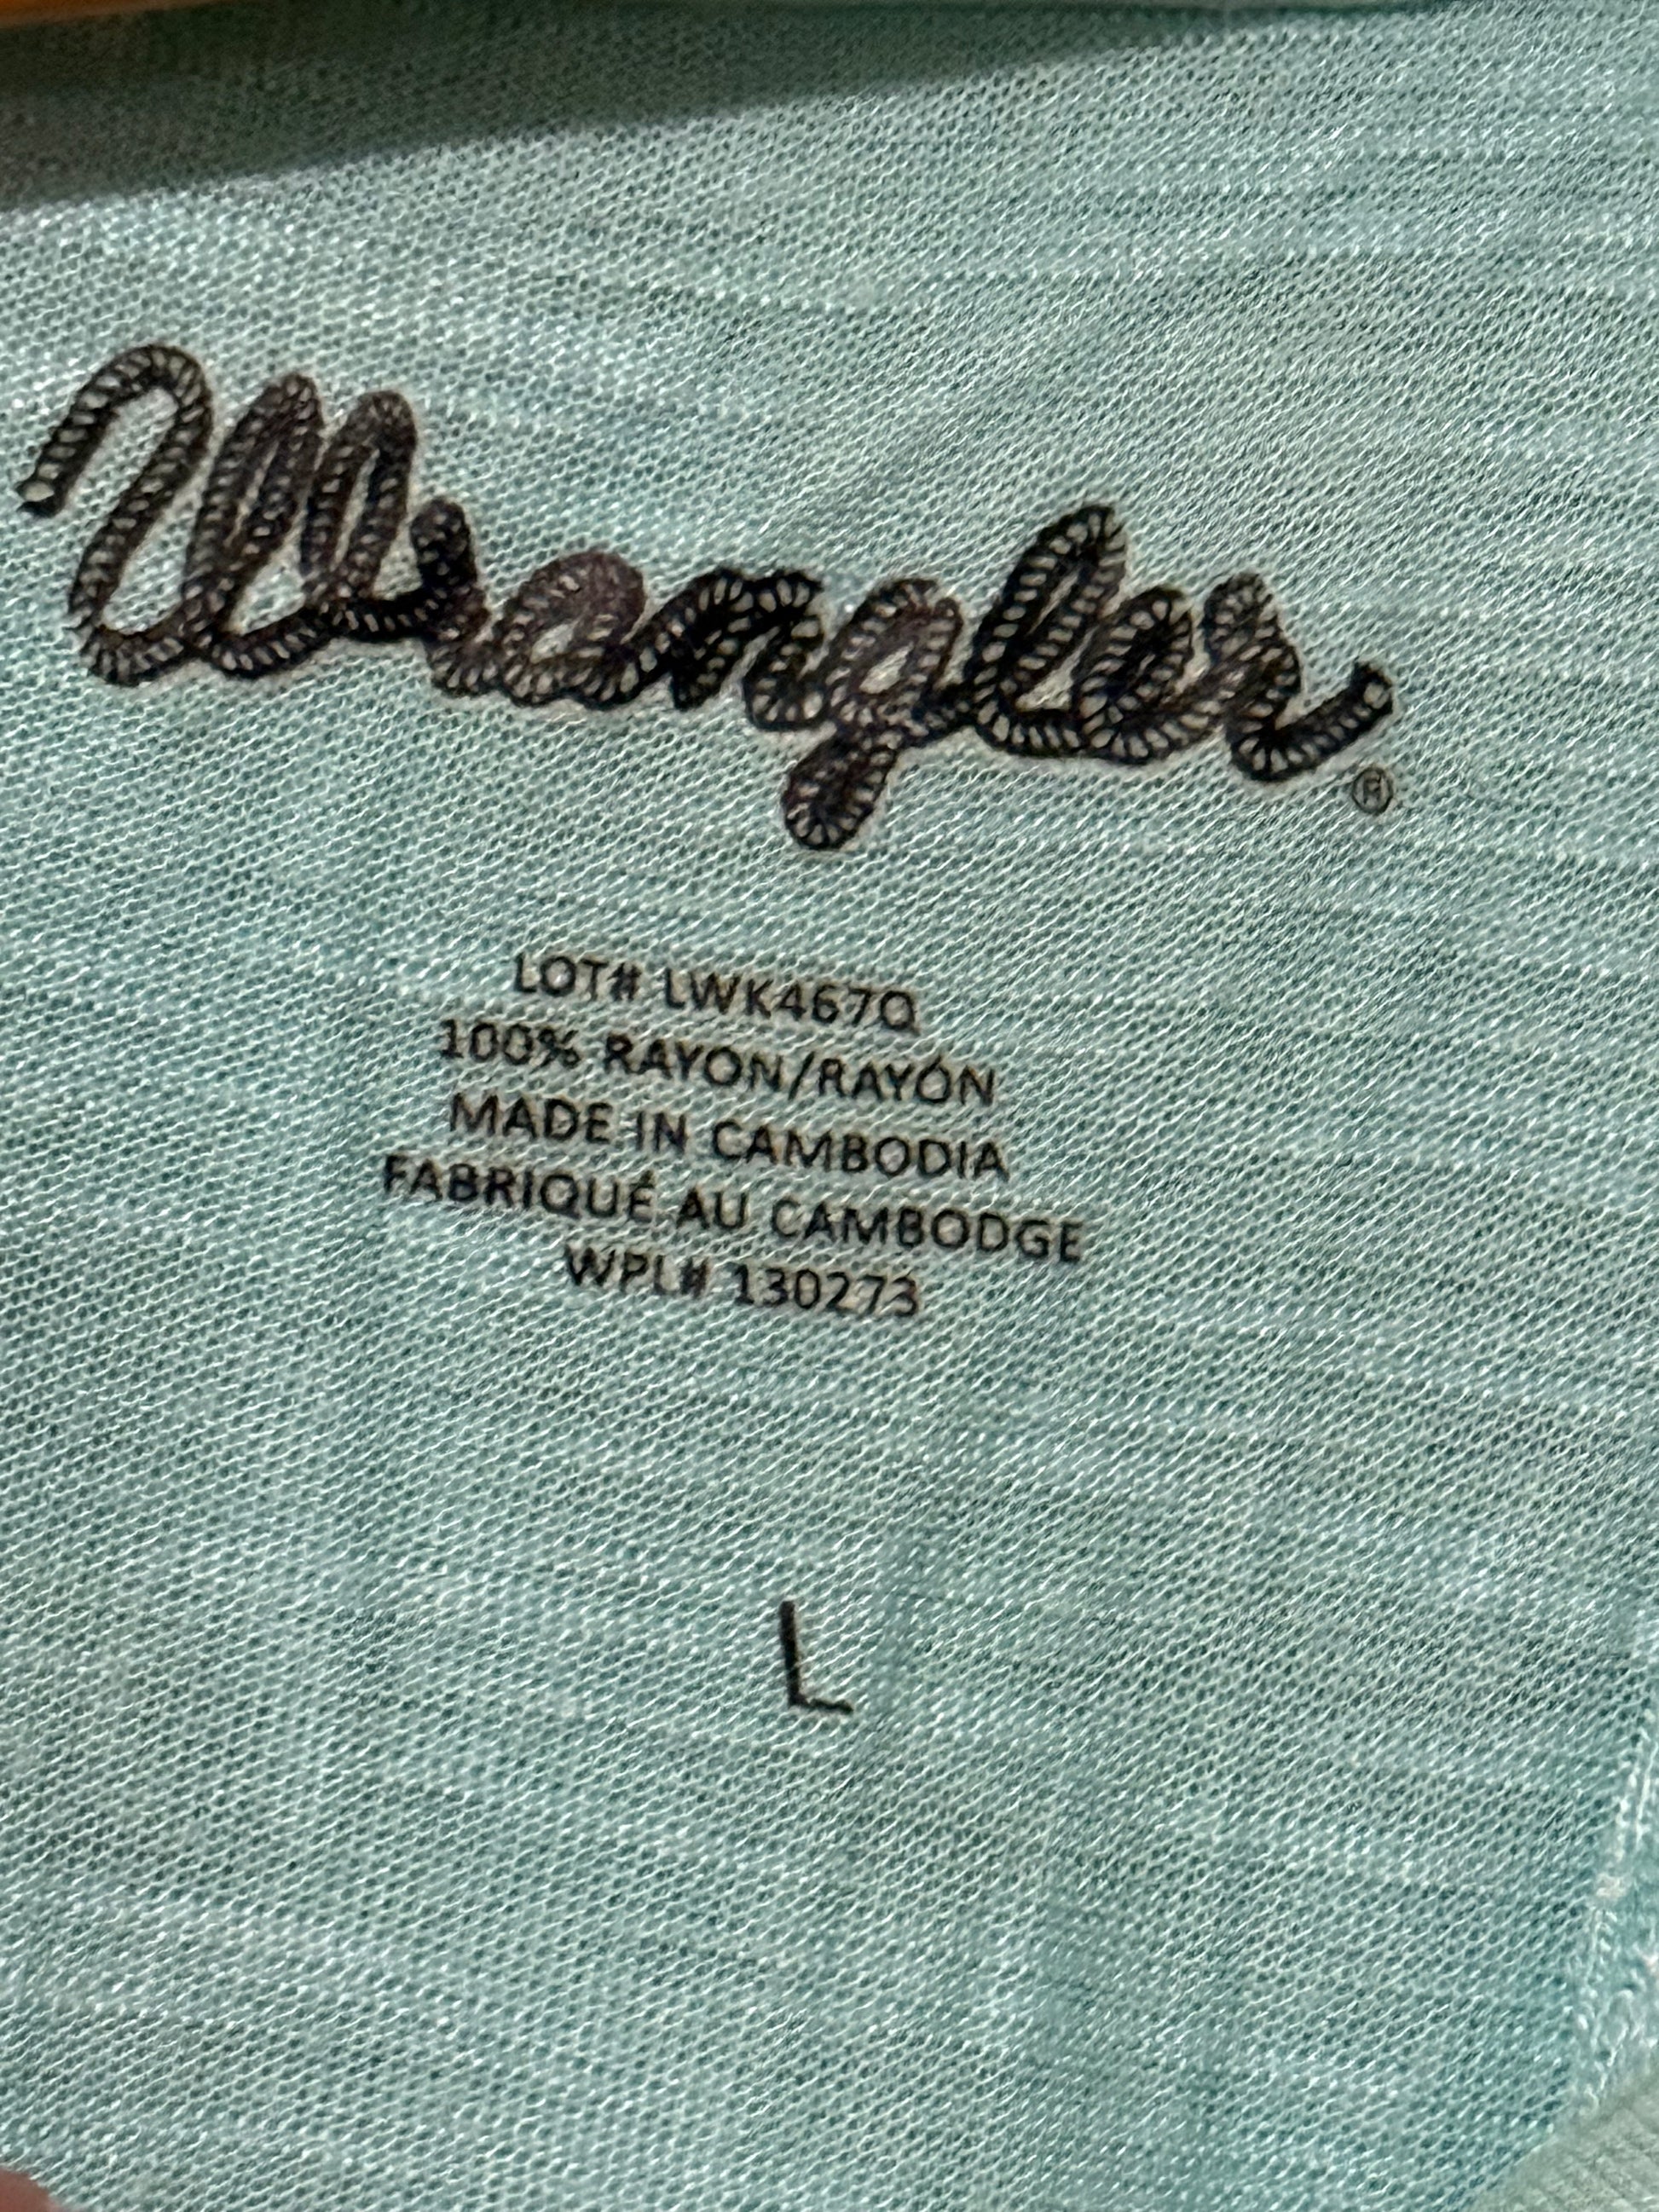 Wrangler®
LOT# LWK467Q
100% RAYON/RAYÓN
MADE IN CAMBODIA
FABRIQUÉ AU CAMBODGE
WPL# 130273
L